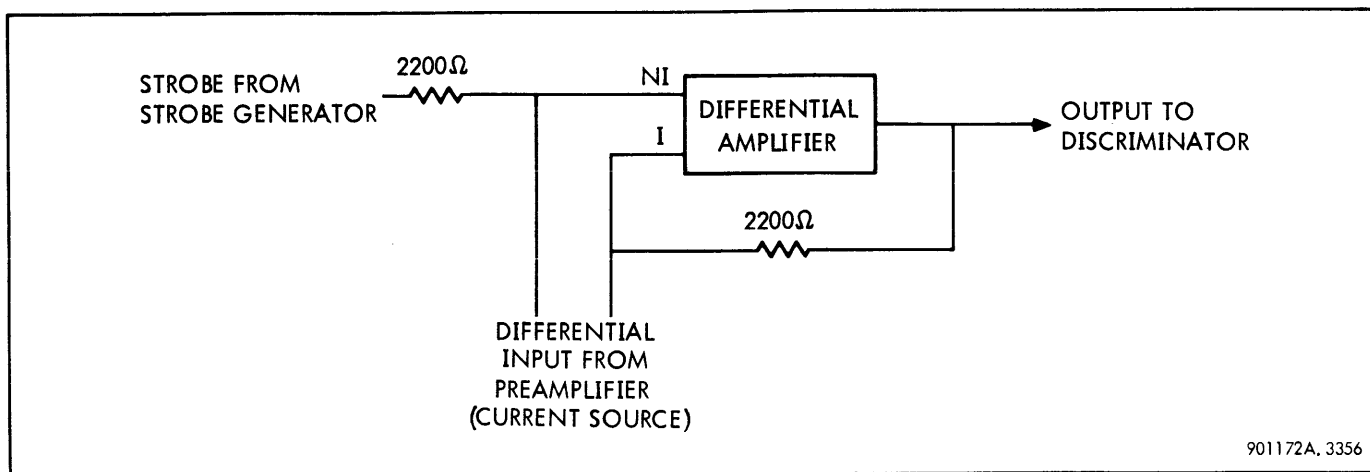 STROBE FROM
STROBE GENERATOR
2200Ω
NI
I
DIFFERENTIAL
AMPLIFIER
OUTPUT TO
DISCRIMINATOR
2200Ω
DIFFERENTIAL
INPUT FROM
PREAMPLIFIER
(CURRENT SOURCE)
901172A. 3356